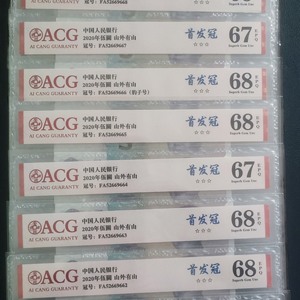 冠号: FA52669668
AI CANG GUARANTY
Superb Gem Unc
ACG
AI CANG GUARANTY
中国人民银行
2020年伍圆 山外有山
冠号: FA52669667
首发冠
☆☆☆
67 EPQ
Superb Gem Unc
ACG
AI CANG GUARANTY
中国人民银行
2020年伍圆 山外有山
冠号: FA52669666 (豹子号)
首发冠
☆☆☆
68 EPQ
Superb Gem Unc
ACG
AI CANG GUARANTY
中国人民银行
2020年伍圆 山外有山
冠号: FA52669665
首发冠
☆☆☆
68 EPQ
Superb Gem Unc
ACG
AI CANG GUARANTY
中国人民银行
2020年伍圆 山外有山
冠号: FA52669664
首发冠
☆☆☆
67 EPQ
Superb Gem Unc
ACG
AI CANG GUARANTY
中国人民银行
2020年伍圆 山外有山
冠号: FA52669663
首发冠
☆☆☆
68 EPQ
Superb Gem Unc
ACG
AI CANG GUARANTY
中国人民银行
2020年伍圆 山外有山
冠号: FA52669662
首发冠
☆☆☆
68 EPQ
Superb Gem Unc